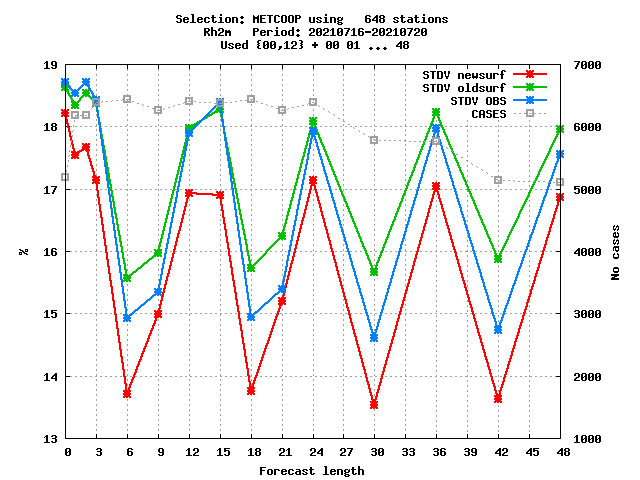 Selection: METCOOP using   648 stations
Rh2m   Period: 20210716-20210720
Used {00,12} + 00 01 ... 48
19
18
17
16
15
14
13
%
7000
6000
5000
4000
3000
2000
1000
No cases
STDV newsurf
STDV oldsurf
STDV OBS
CASES
0 3 6 9 12 15 18 21 24 27 30 33 36 39 42 45 48
Forecast length